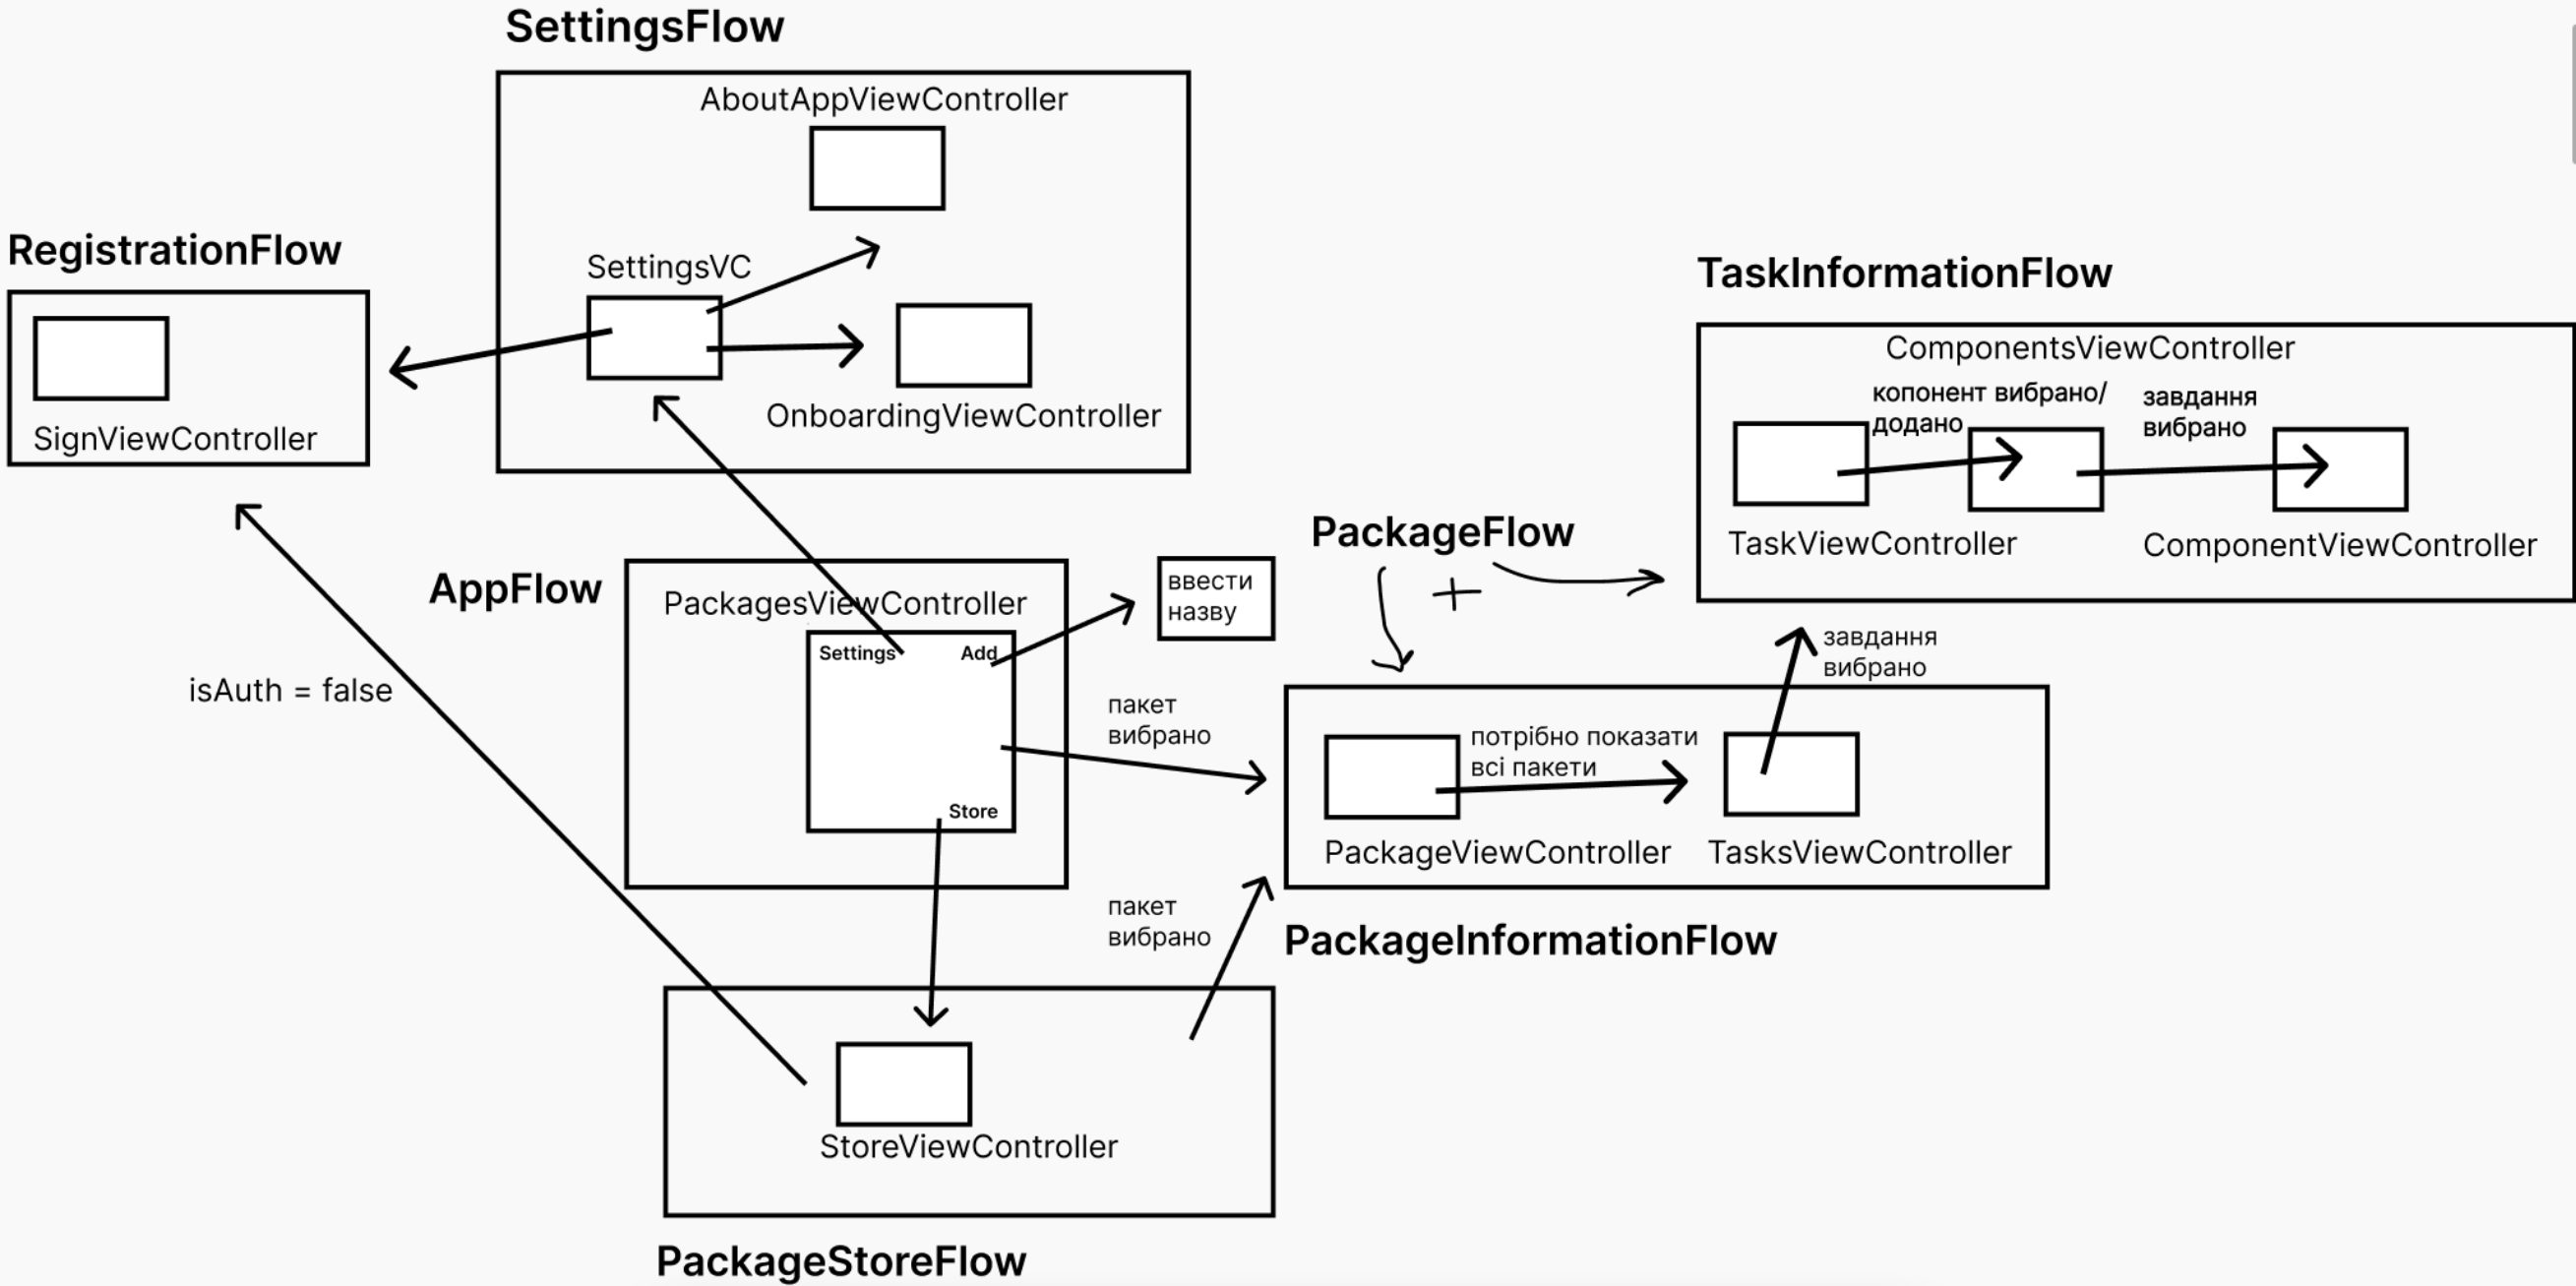 SettingsFlow
AboutAppViewController
SettingsVC
OnboardingViewController
RegistrationFlow
SignViewController
TaskInformationFlow
ComponentsViewController
копонент вибрано/
додано
завдання
вибрано
TaskViewController
ComponentViewController
AppFlow
PackagesViewController
Settings
Add
Store
ввести
назву
PackageFlow
+
isAuth = false
пакет
вибрано
завдання
вибрано
потрібно показати
всі пакети
PackageViewController
TasksViewController
PackageInformationFlow
пакет
вибрано
StoreViewController
PackageStoreFlow